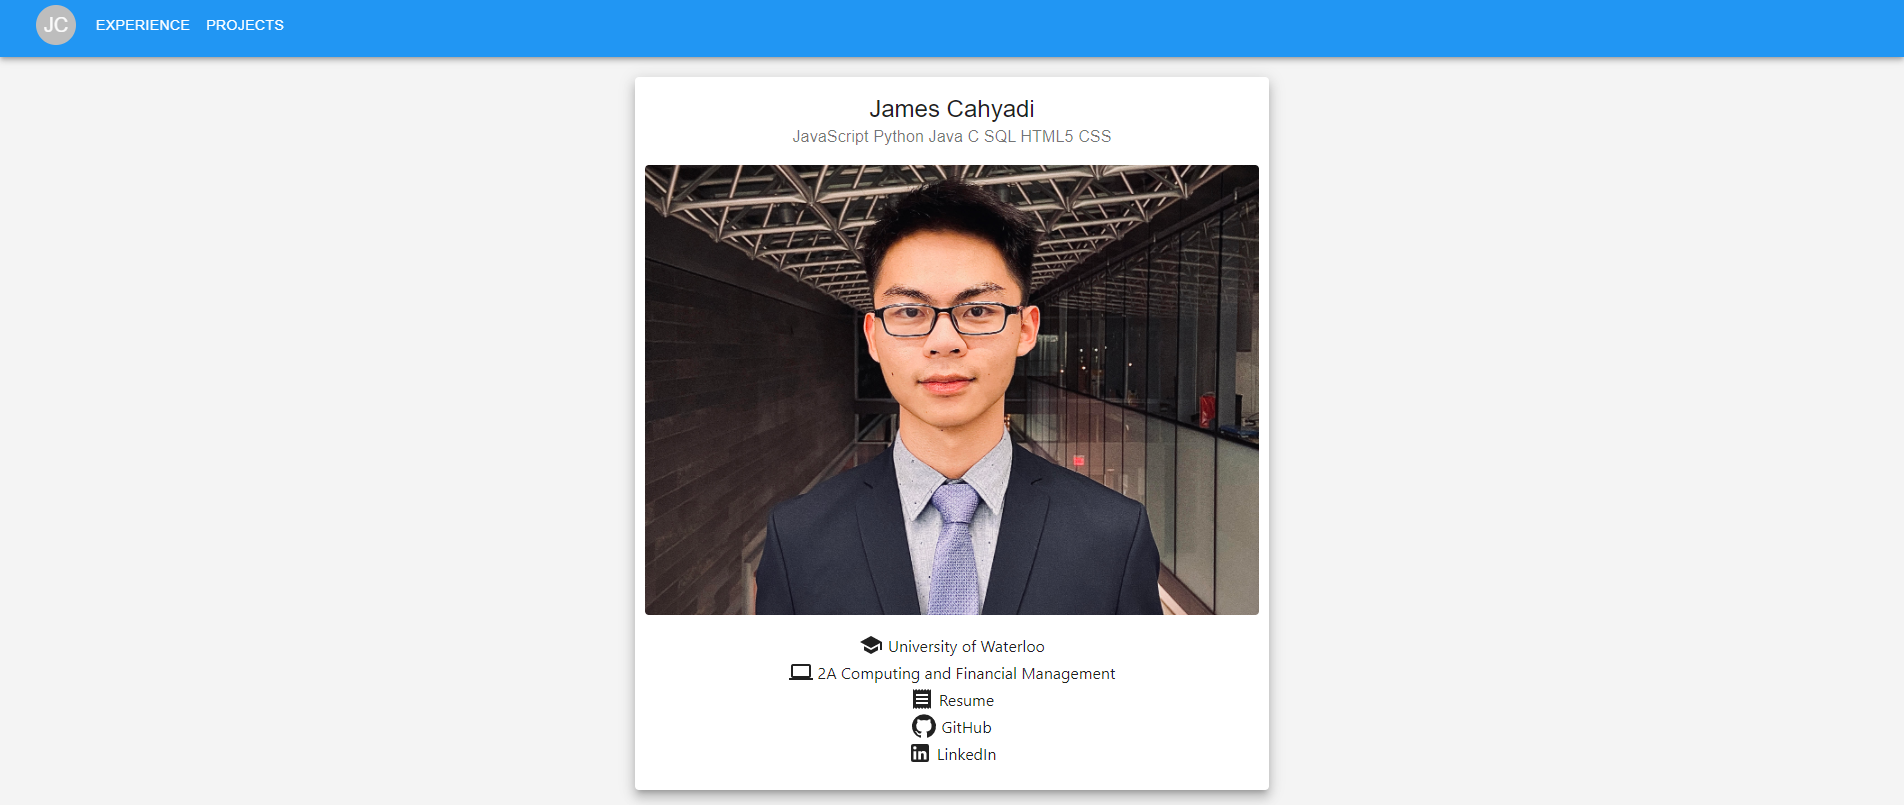 JC EXPERIENCE PROJECTS
James Cahyadi
JavaScript Python Java C SQL HTML5 CSS
University of Waterloo
2A Computing and Financial Management
Resume
GitHub
in LinkedIn